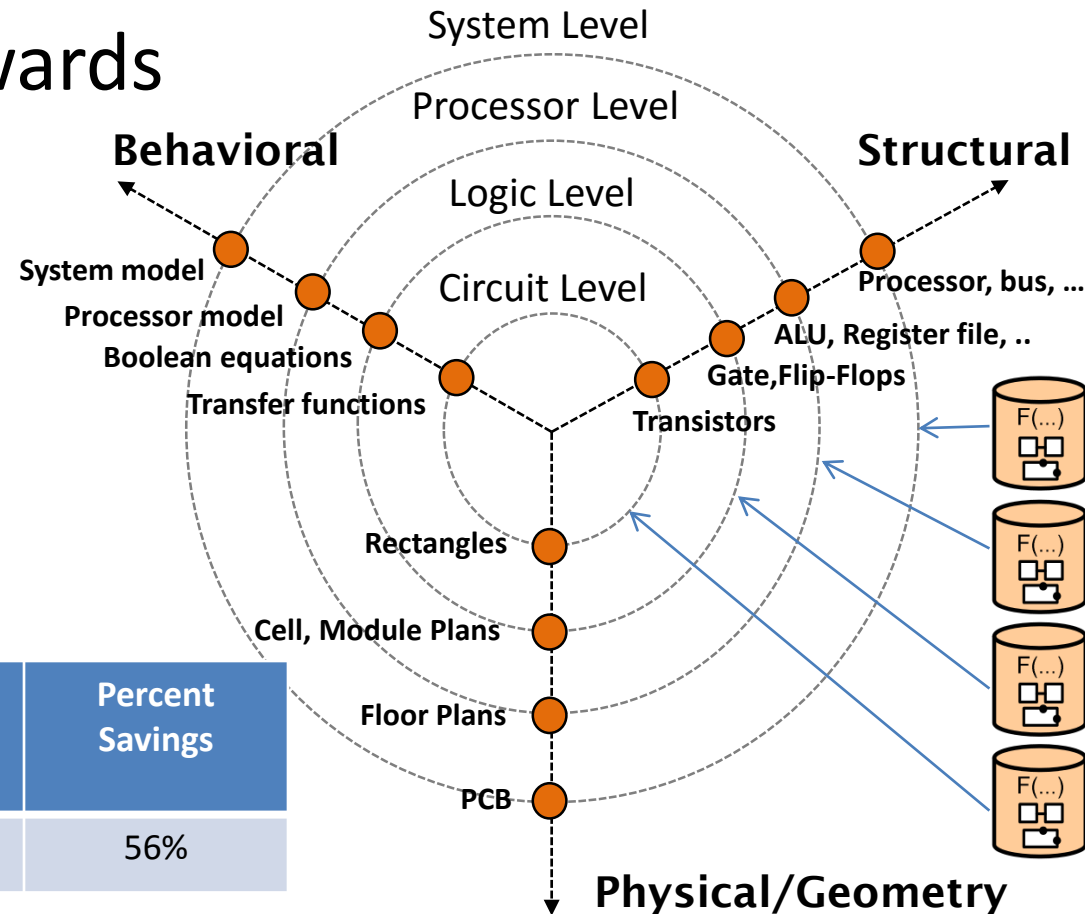 System Level
wards
Processor Level
Behavioral
Structural
Logic Level
System model
Circuit Level
Processor, bus, ...
Processor model
ALU, Register file, ..
Boolean equations
Gate,Flip-Flops
Transfer functions
Transistors
F(...)
F(...)
Rectangles
Cell, Module Plans
F(...)
Percent
Savings
Floor Plans
F(...)
PCB
56%
Physical/Geometry